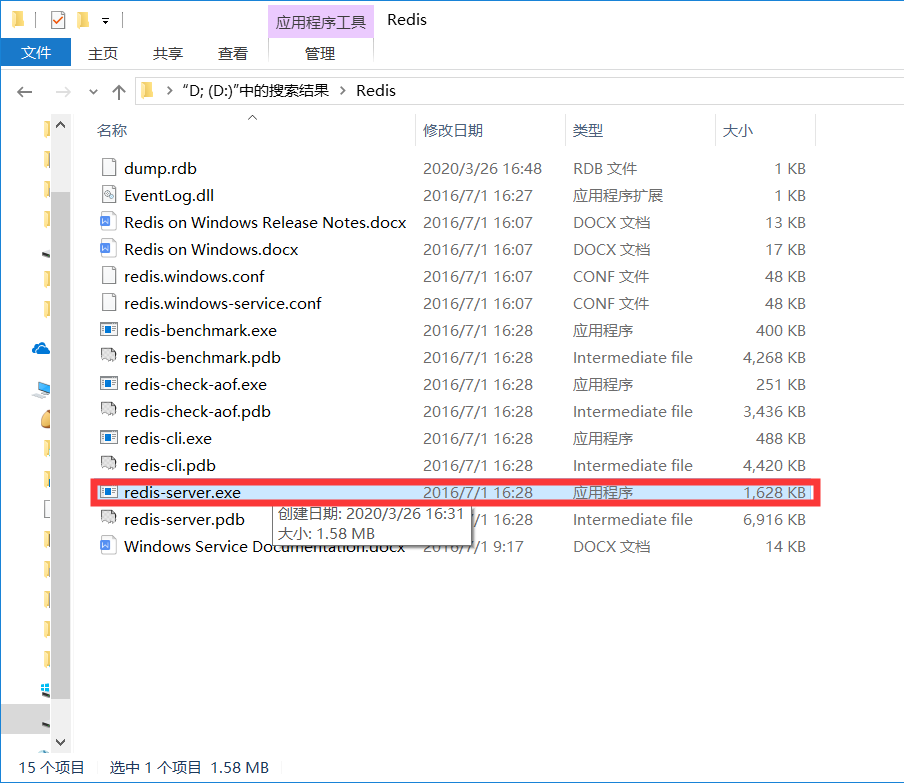 应用程序工具 Redis
文件 主页 共享 查看 管理
“D; (D:)”中的搜索结果 Redis
名称 修改日期 类型 大小
dump.rdb 2020/3/26 16:48 RDB 文件 1 KB
EventLog.dll 2016/7/1 16:27 应用程序扩展 1 KB
Redis on Windows Release Notes.docx 2016/7/1 16:07 DOCX 文档 13 KB
Redis on Windows.docx 2016/7/1 16:07 DOCX 文档 17 KB
redis.windows.conf 2016/7/1 16:07 CONF 文件 48 KB
redis.windows-service.conf 2016/7/1 16:07 CONF 文件 48 KB
redis-benchmark.exe 2016/7/1 16:28 应用程序 400 KB
redis-benchmark.pdb 2016/7/1 16:28 Intermediate file 4,268 KB
redis-check-aof.exe 2016/7/1 16:28 应用程序 251 KB
redis-check-aof.pdb 2016/7/1 16:28 Intermediate file 3,436 KB
redis-cli.exe 2016/7/1 16:28 应用程序 488 KB
redis-cli.pdb 2016/7/1 16:28 Intermediate file 4,420 KB
redis-server.exe 2016/7/1 16:28 应用程序 1,628 KB
redis-server.pdb 16:28 Intermediate file 6,916 KB
创建日期: 2020/3/26 16:31
大小: 1.58 MB
Windows Service Documentation.docx 2016/7/1 9:17 DOCX 文档 14 KB
15 个项目 选中 1 个项目 1.58 MB